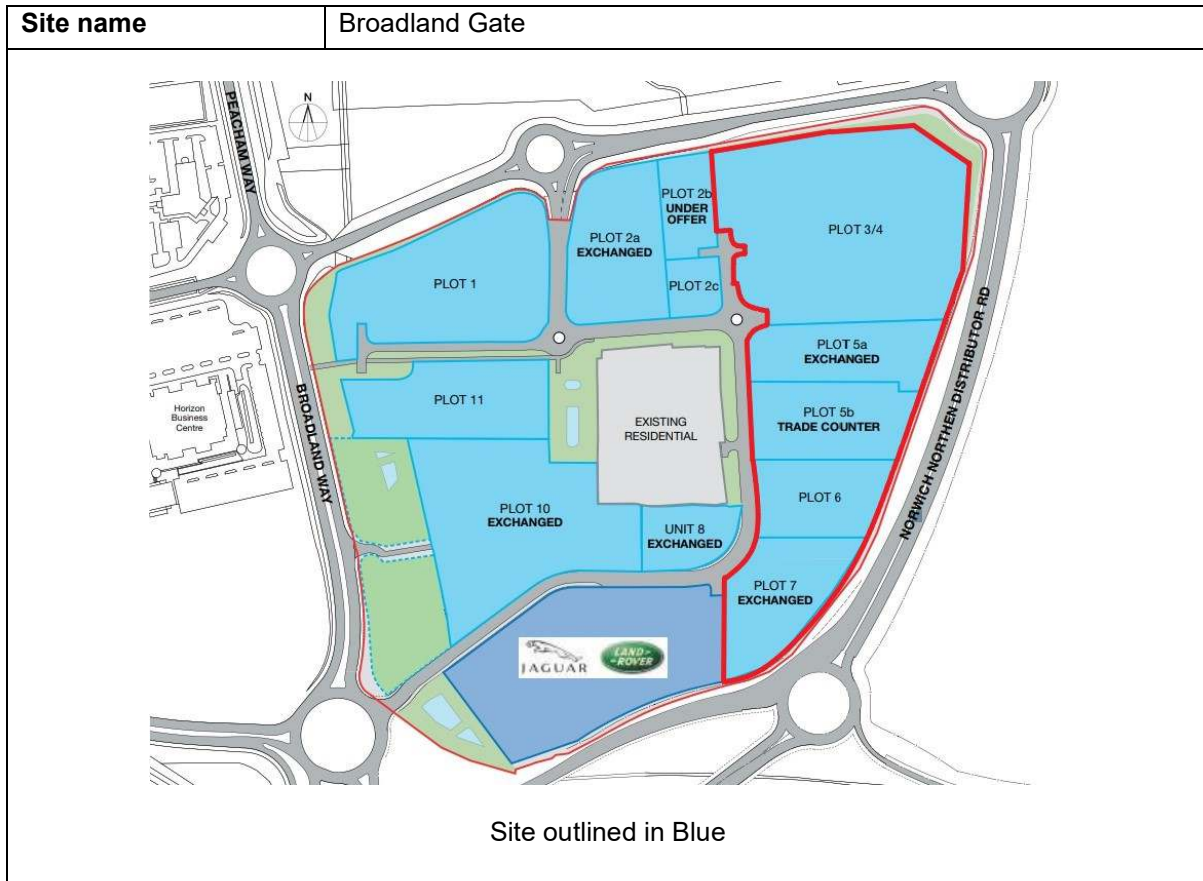 Site name
Broadland Gate
PEACHAM WAY
N
PLOT 2b
UNDER
OFFER
PLOT 3/4
PLOT 2a
EXCHANGED
PLOT 1
PLOT 2c
PLOT 5a
EXCHANGED
NORWICH NORTHEN DISTRIBUTOR RD
BROADLAND WAY
PLOT 11
Horizon
Business
Centre
EXISTING
RESIDENTIAL
PLOT 5b
TRADE COUNTER
PLOT 6
PLOT 10
EXCHANGED
UNIT 8
EXCHANGED
PLOT 7
EXCHANGED
JAGUAR
LAND-
-ROVER
Site outlined in Blue